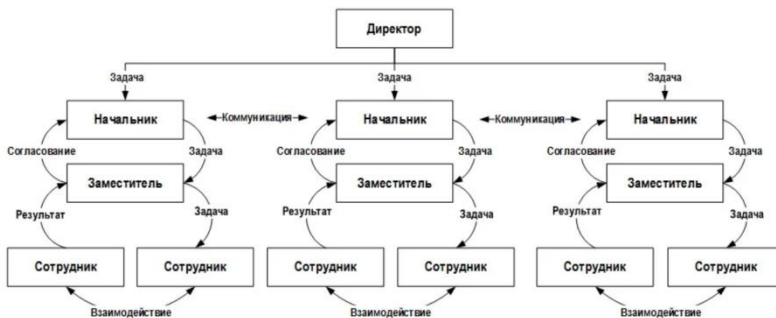 Директор
Задача Задача Задача
Начальник Коммуникация Начальник Коммуникация Начальник
Согласование Задача Согласование Задача Согласование Задача
Заместитель Заместитель Заместитель
Результат Задача Результат Задача Результат Задача
Сотрудник Сотрудник Сотрудник Сотрудник Сотрудник Сотрудник
Взаимодействие Взаимодействие Взаимодействие